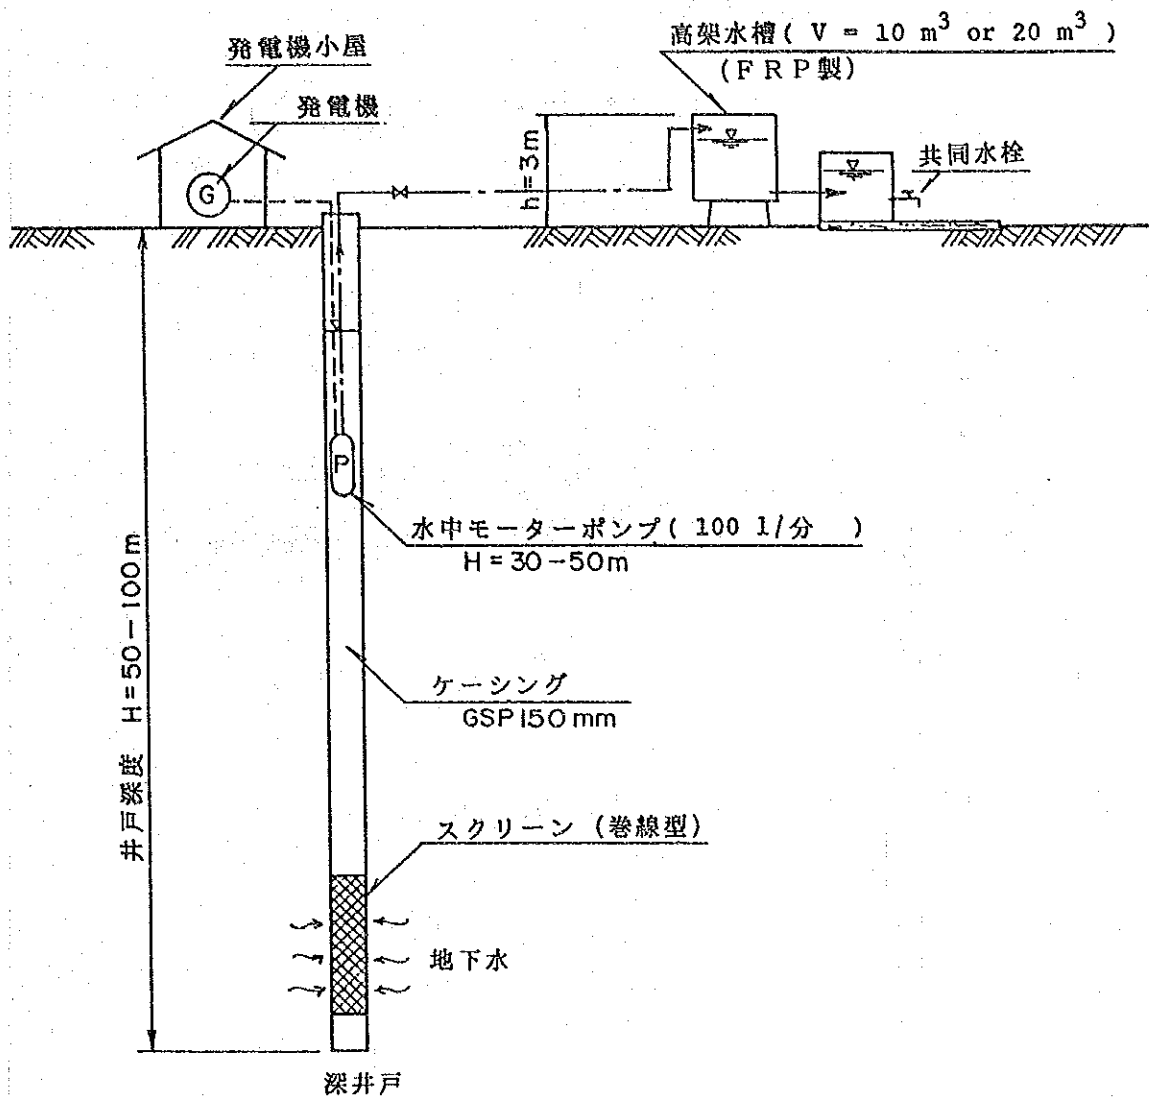 発電機小屋
発電機
G
高架水槽( V = 10 m³ or 20 m³ )
(FRP製)
h=3m
共同水栓
P
水中モーターポンプ( 100 l/分 )
H=30-50m
井戸深度 H=50-100m
ケーシング
GSP150mm
スクリーン (巻線型)
地下水
深井戸